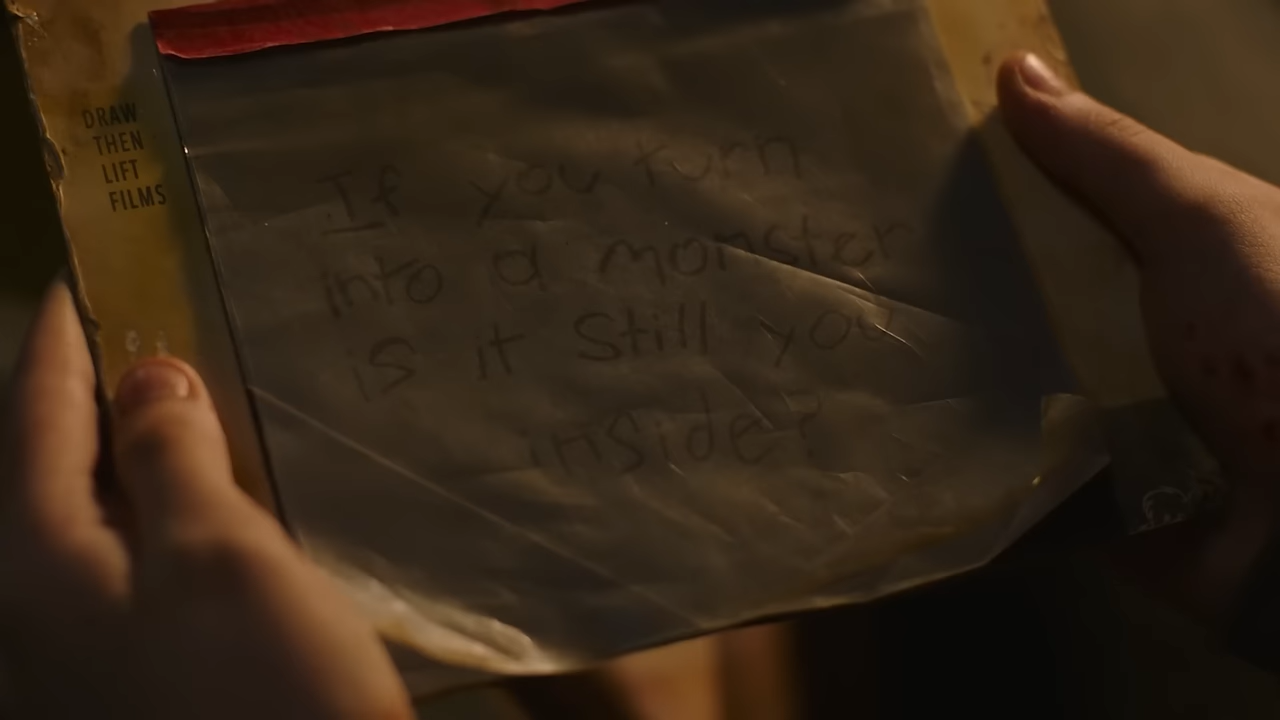 DRAW
THEN
LIFT
FILMS
If you turn
into a monster
is it Still you
inside?